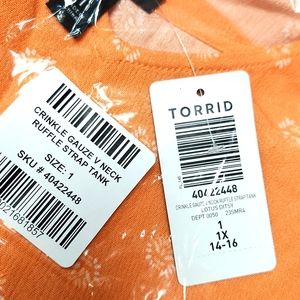 CRINKLE GAUZE V NECK
RUFFLE STRAP TANK
SIZE: 1
SKU # 40422448
TORRID
40422448
CRINKLE GAUZE V NECK RUFFLE STRAP TANK
LOTUS DITSY
DEPT 0050 235MR4
1
1X
14-16